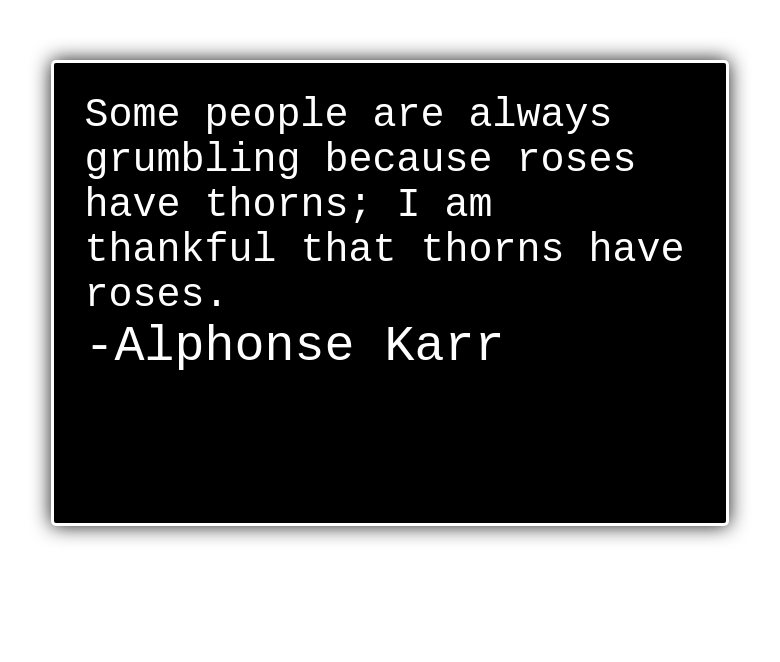 Some people are always
grumbling because roses
have thorns; I am
thankful that thorns have
roses.
-Alphonse Karr